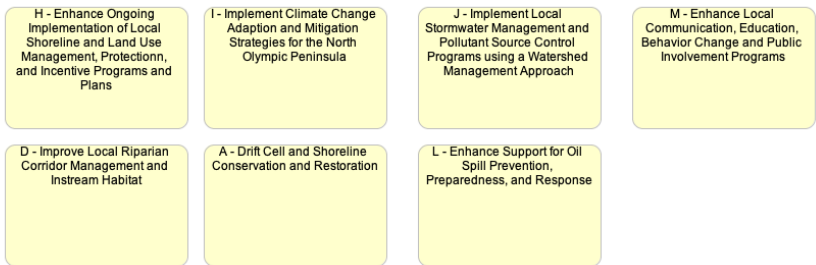 H - Enhance Ongoing
Implementation of Local
Shoreline and Land Use
Management, Protectionn,
and Incentive Programs and
Plans
I - Implement Climate Change
Adaption and Mitigation
Strategies for the North
Olympic Peninsula
J - Implement Local
Stormwater Management and
Pollutant Source Control
Programs using a Watershed
Management Approach
M - Enhance Local
Communication, Education,
Behavior Change and Public
Involvement Programs
D - Improve Local Riparian
Corridor Management and
Instream Habitat
A - Drift Cell and Shoreline
Conservation and Restoration
L - Enhance Support for Oil
Spill Prevention,
Preparedness, and Response